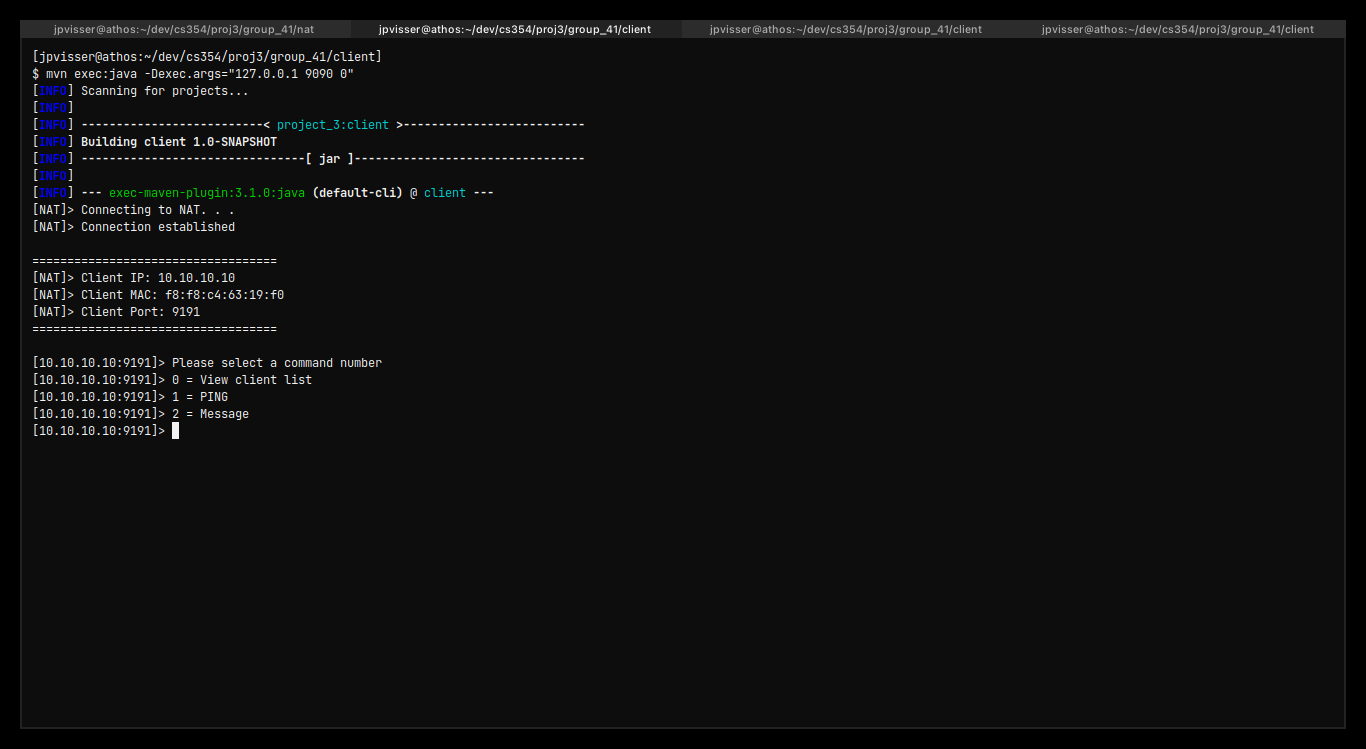 jpvisser@athos:~/dev/cs354/proj3/group_41/nat jpvisser@athos:~/dev/cs354/proj3/group_41/client jpvisser@athos:~/dev/cs354/proj3/group_41/client jpvisser@athos:~/dev/cs354/proj3/group_41/client
[jpvisser@athos:~/dev/cs354/proj3/group_41/client]
$ mvn exec:java -Dexec.args="127.0.0.1 9090 0"
[INFO] Scanning for projects...
[INFO]
[INFO] --------------------------< project_3:client >--------------------------
[INFO] Building client 1.0-SNAPSHOT
[INFO] --------------------------------[ jar ]---------------------------------
[INFO]
[INFO] --- exec-maven-plugin:3.1.0:java (default-cli) @ client ---
[NAT]> Connecting to NAT. . .
[NAT]> Connection established
===================================
[NAT]> Client IP: 10.10.10.10
[NAT]> Client MAC: f8:f8:c4:63:19:f0
[NAT]> Client Port: 9191
===================================
[10.10.10.10:9191]> Please select a command number
[10.10.10.10:9191]> 0 = View client list
[10.10.10.10:9191]> 1 = PING
[10.10.10.10:9191]> 2 = Message
[10.10.10.10:9191]>